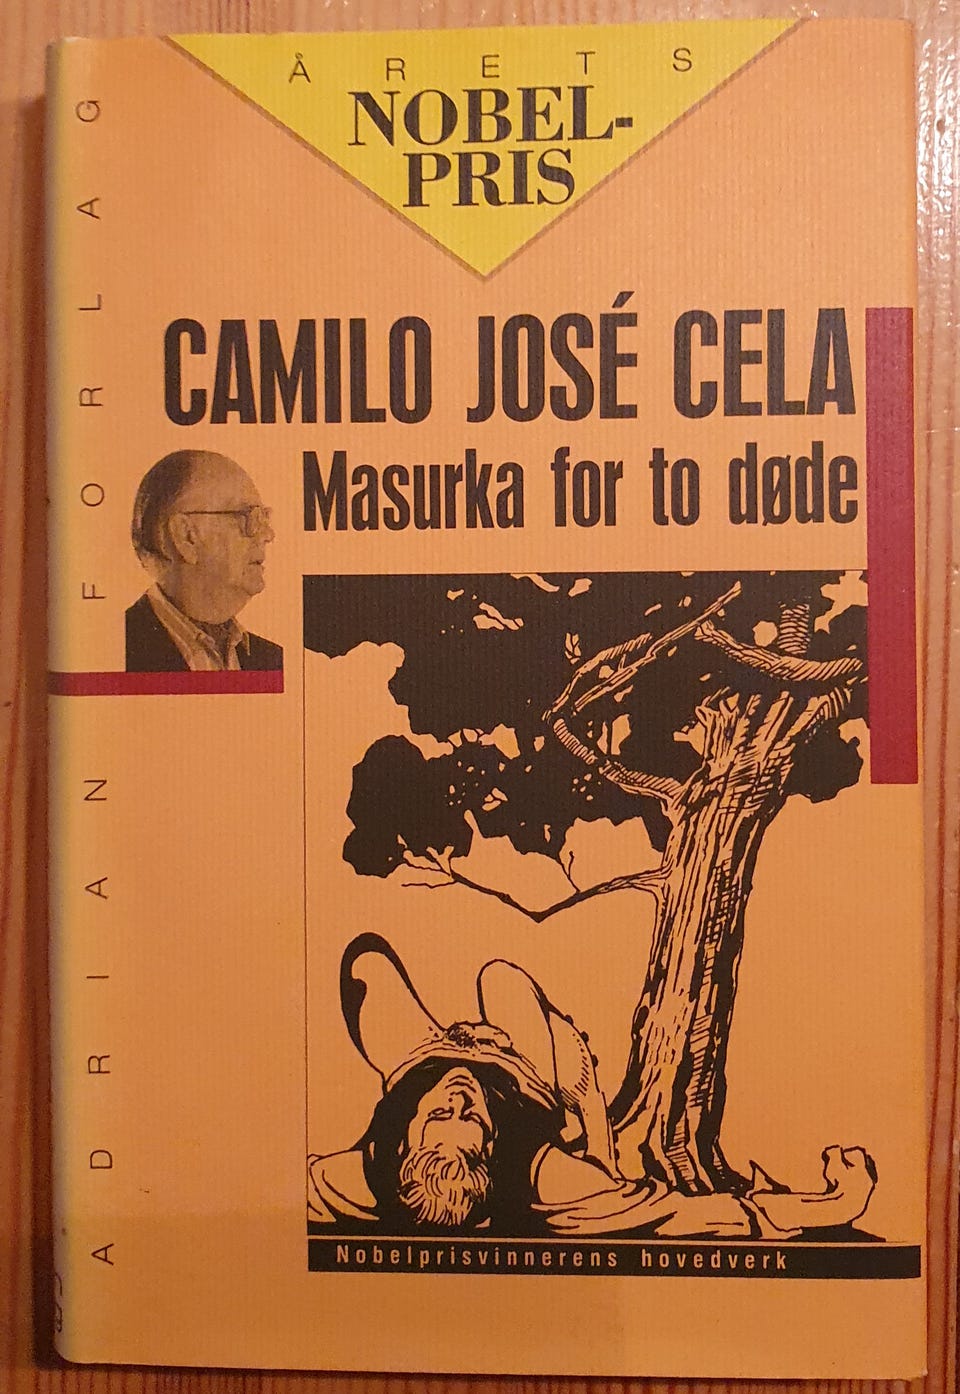 ÅRETS
NOBEL-
PRIS
CAMILO JOSÉ CELA
Masurka for to døde
Nobelprisvinnerens hovedverk
ADRIAN FORLAG